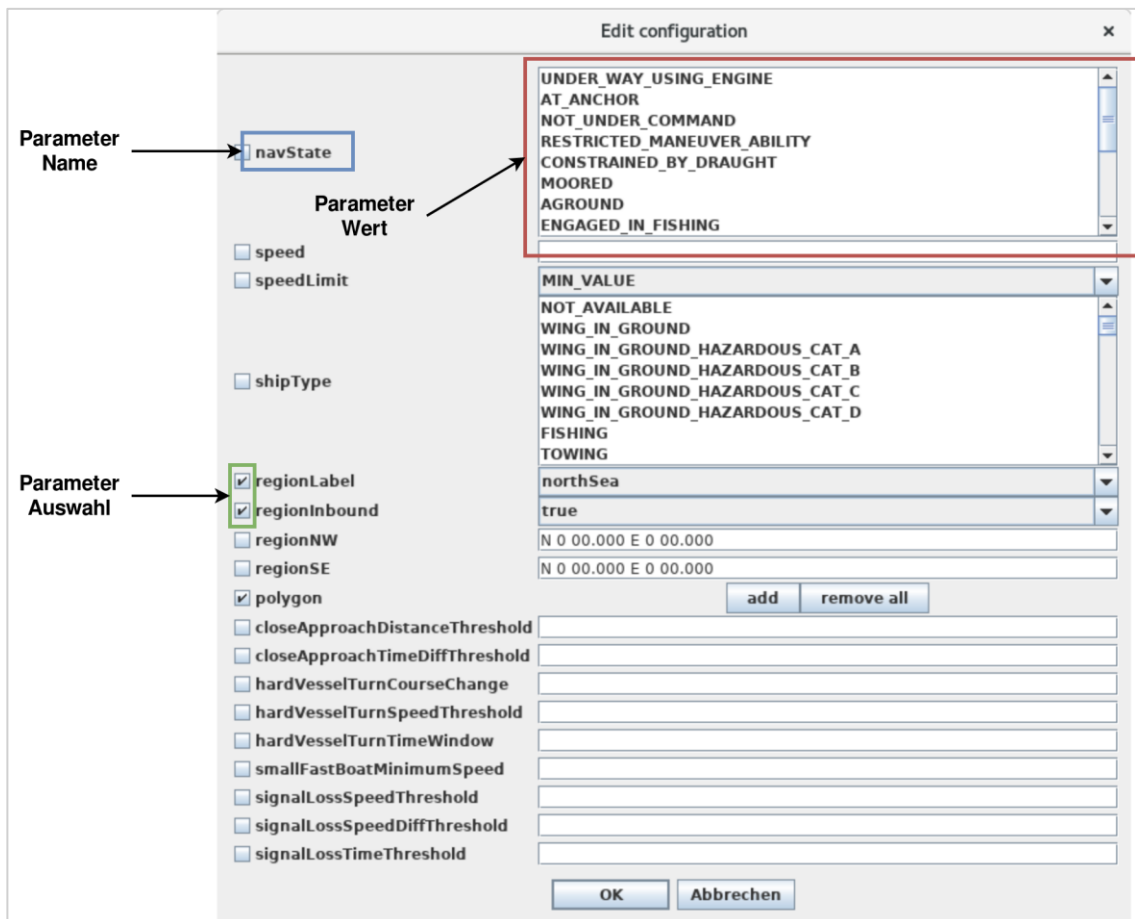 Edit configuration
Parameter
Name
navState
Parameter
Wert
UNDER_WAY_USING_ENGINE
AT_ANCHOR
NOT_UNDER_COMMAND
RESTRICTED_MANEUVER_ABILITY
CONSTRAINED_BY_DRAUGHT
MOORED
AGROUND
ENGAGED_IN_FISHING
speed
speedLimit MIN_VALUE
shipType
NOT_AVAILABLE
WING_IN_GROUND
WING_IN_GROUND_HAZARDOUS_CAT_A
WING_IN_GROUND_HAZARDOUS_CAT_B
WING_IN_GROUND_HAZARDOUS_CAT_C
WING_IN_GROUND_HAZARDOUS_CAT_D
FISHING
TOWING
Parameter
Auswahl
regionLabel northSea
regionInbound true
regionNW N 0 00.000 E 0 00.000
regionSE N 0 00.000 E 0 00.000
polygon add remove all
closeApproachDistanceThreshold
closeApproachTimeDiffThreshold
hardVesselTurnCourseChange
hardVesselTurnSpeedThreshold
hardVesselTurnTimeWindow
smallFastBoatMinimumSpeed
signalLossSpeedThreshold
signalLossSpeedDiffThreshold
signalLossTimeThreshold
OK Abbrechen